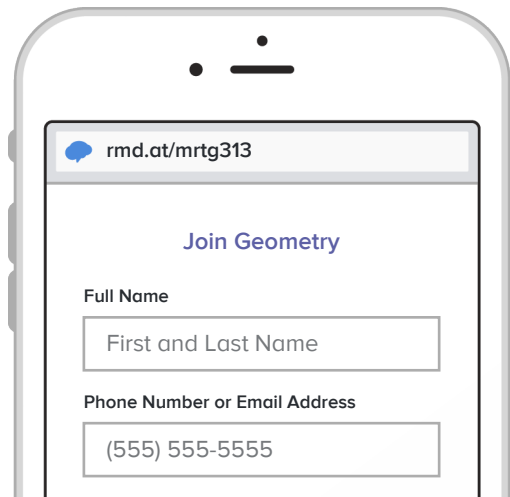 rmd.at/mrtg313
Join Geometry
Full Name
First and Last Name
Phone Number or Email Address
(555) 555-5555